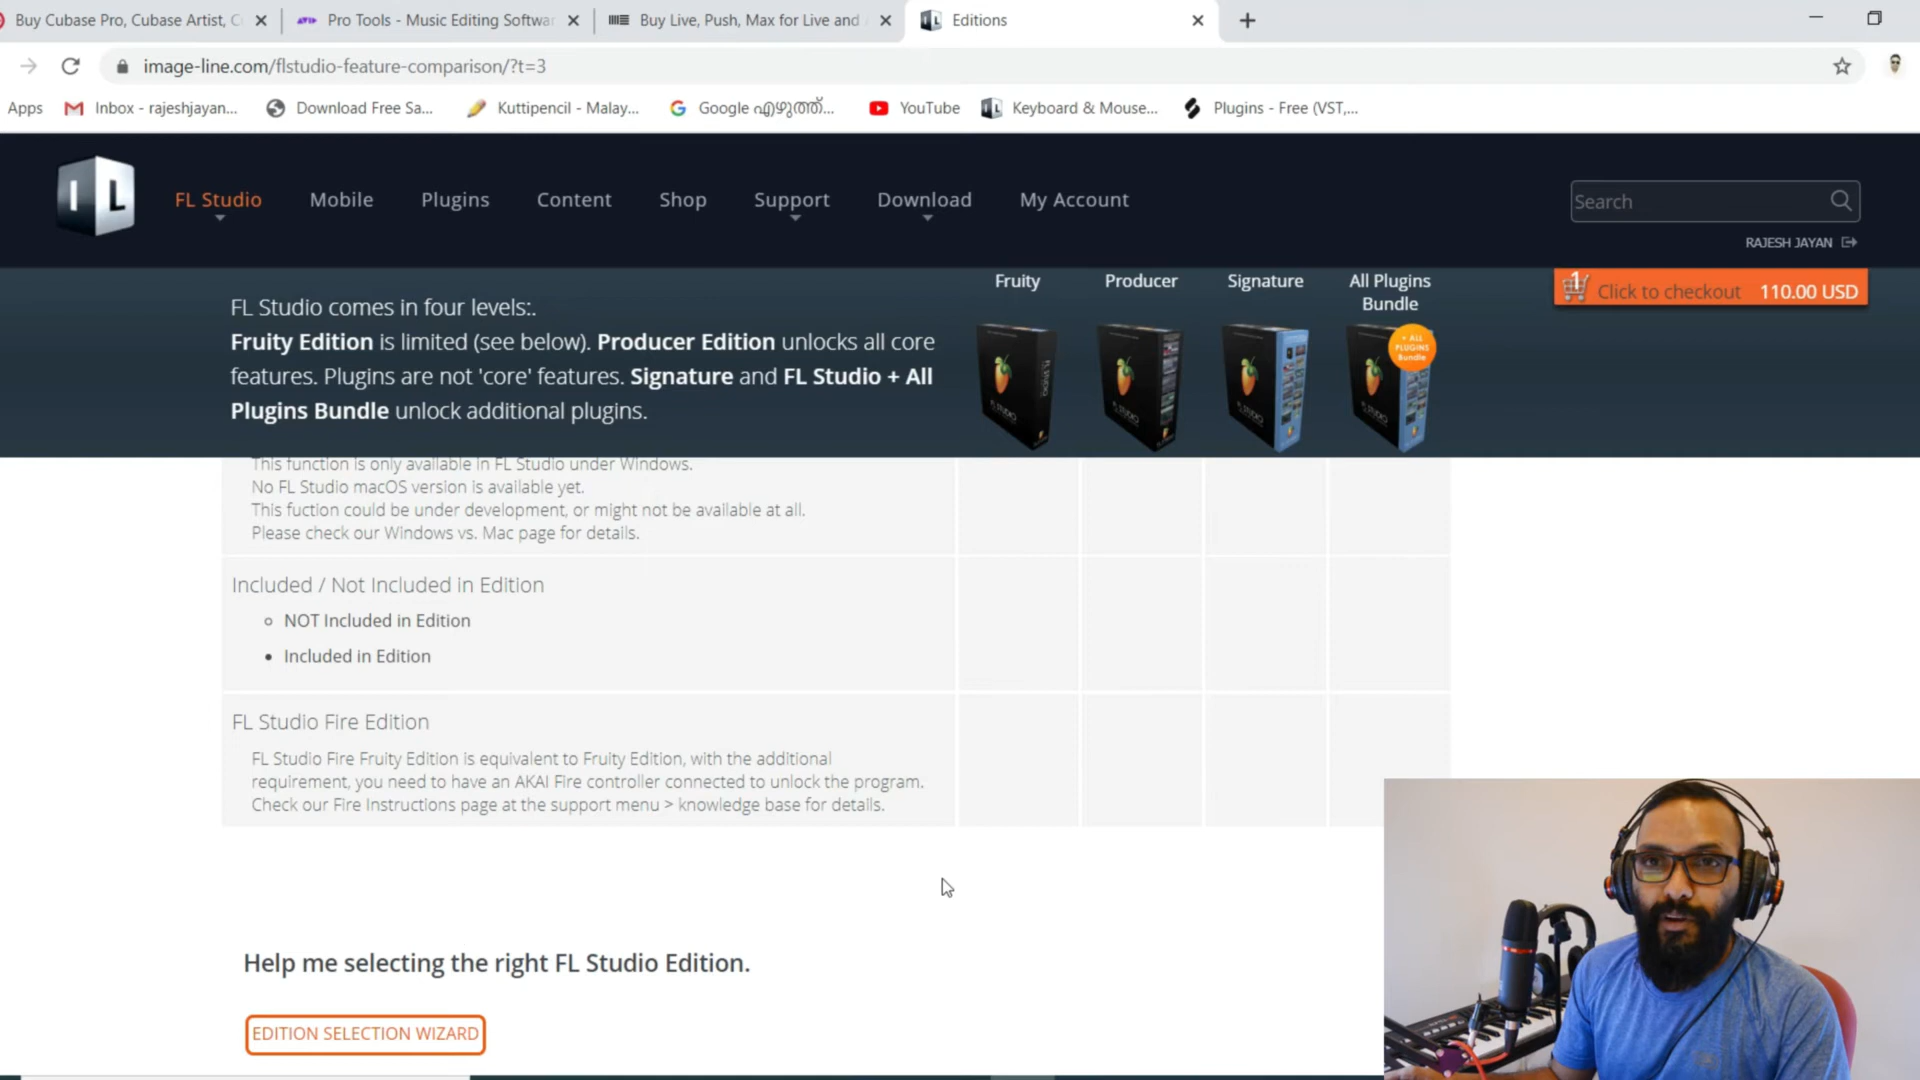 Buy Cubase Pro, Cubase Artist, C
Pro Tools - Music Editing Softwar
Buy Live, Push, Max for Live and
Editions
image-line.com/flstudio-feature-comparison/?t=3
Apps
Inbox - rajeshjayan...
Download Free Sa...
Kuttipencil - Malay...
Google എഴുത്ത്...
YouTube
Keyboard & Mouse...
Plugins - Free (VST,...
I L
FL Studio
Mobile
Plugins
Content
Shop
Support
Download
My Account
Search
RAJESH JAYAN
FL Studio comes in four levels:.
Fruity Edition is limited (see below). Producer Edition unlocks all core
features. Plugins are not 'core' features. Signature and FL Studio + All
Plugins Bundle unlock additional plugins.
Fruity
Producer
Signature
All Plugins
Bundle
+ ALL
PLUGINS
Bundle
1
Click to checkout 110.00 USD
This function is only available in FL Studio under Windows.
No FL Studio macOS version is available yet.
This fuction could be under development, or might not be available at all.
Please check our Windows vs. Mac page for details.
Included / Not Included in Edition
NOT Included in Edition
Included in Edition
FL Studio Fire Edition
FL Studio Fire Fruity Edition is equivalent to Fruity Edition, with the additional
requirement, you need to have an AKAI Fire controller connected to unlock the program.
Check our Fire Instructions page at the support menu > knowledge base for details.
Help me selecting the right FL Studio Edition.
EDITION SELECTION WIZARD